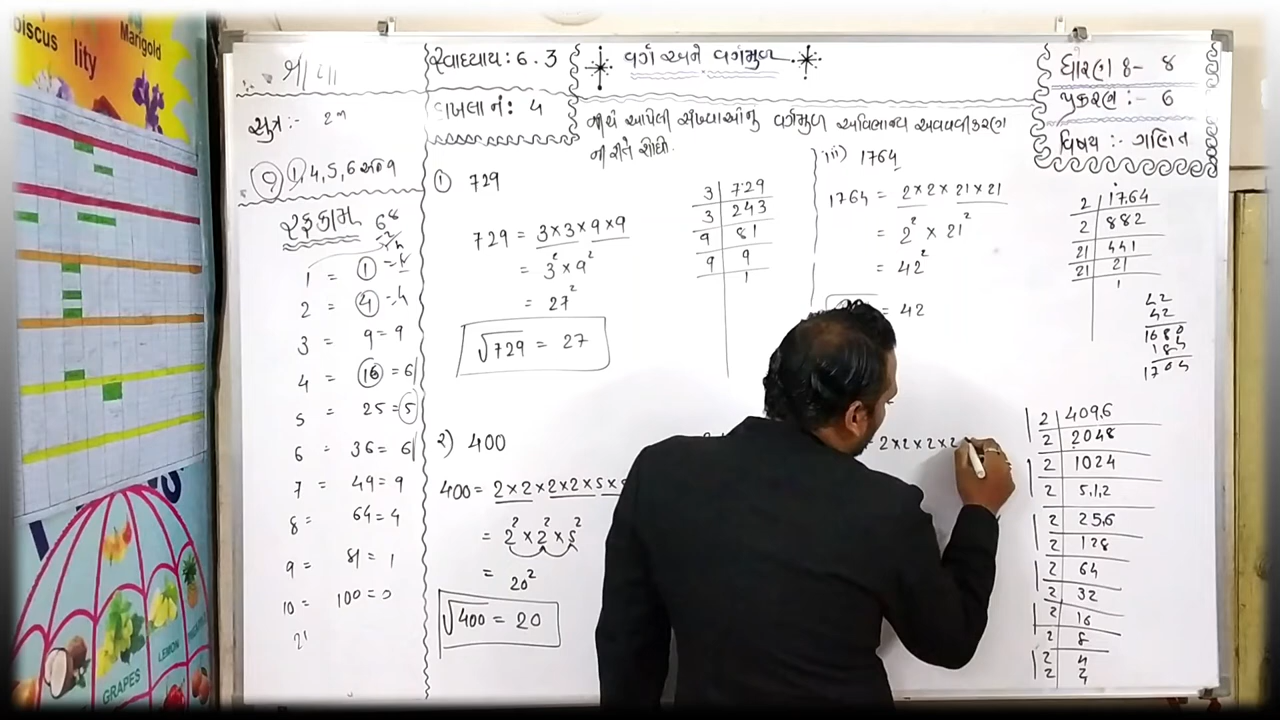 biscus
lity
Marigold
સ્વાધ્યાય: 6.3
વર્ગ અને વર્ગમુળ
ધોરણ 8 - 8
પ્રકરણ :- 6
વિષય :- ગણિત
દાખલા નં: 4
નીચે આપેલી સંખ્યાઓનુ વર્ગમુળ અવિભાજ્ય અવયવીકરણ
ની રીતે શોધો.
સુત્ર :- 2n
9 1, 4, 5, 6 અને 9
1 = 1
2 = 4
3 = 9 = 9
4 = 16 = 6
5 = 25 = 5
6 = 36 = 6
7 = 49 = 9
8 = 64 = 4
9 = 81 = 1
10 = 100 = 0
① 729
729 = 3×3×9×9
= 3² × 9²
= 27²
√729 = 27
3 | 729
3 | 243
9 | 81
9 | 9
1
૨) 400
400 = 2×2×2×2×5×
= 2² × 2² × 5²
= 20²
√400 = 20
iii) 1764
1764 = 2×2×21×21
= 2² × 21²
= 42²
= 42
2 | 1764
2 | 882
21 | 441
21 | 21
1
42
42
= 2×2×2×2×
2 | 4096
2 | 2048
2 | 1024
2 | 512
2 | 256
2 | 128
2 | 64
2 | 32
2 | 16
2 | 8
2 | 4
2 | 2
GRAPES
LEMON